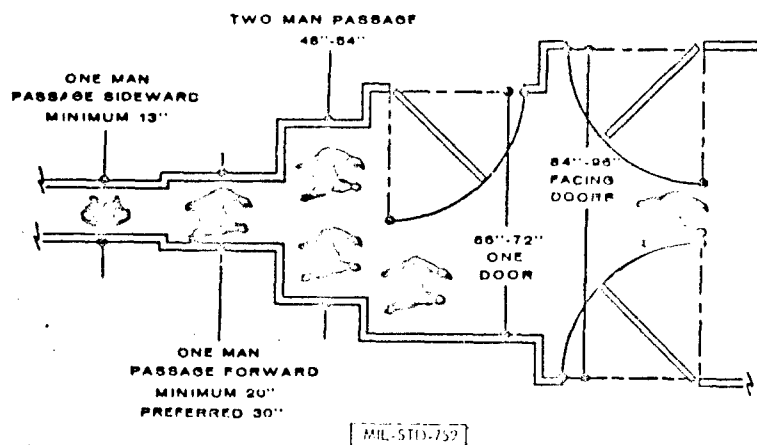 TWO MAN PASSAGE
48"-54"
ONE MAN
PASSAGE SIDEWARD
MINIMUM 13"
84"-96"
FACING
DOORS
66"-72"
ONE
DOOR
ONE MAN
PASSAGE FORWARD
MINIMUM 20"
PREFERRED 30"
MIL-STD-759